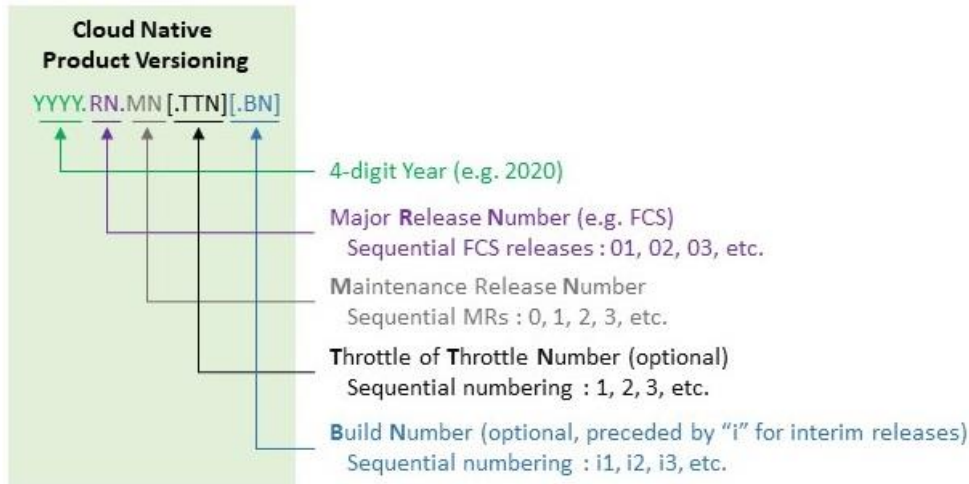 Cloud Native
Product Versioning
YYYY.RN.MN[.TTN][.BN]
4-digit Year (e.g. 2020)
Major Release Number (e.g. FCS)
Sequential FCS releases : 01, 02, 03, etc.
Maintenance Release Number
Sequential MRs : 0, 1, 2, 3, etc.
Throttle of Throttle Number (optional)
Sequential numbering : 1, 2, 3, etc.
Build Number (optional, preceded by “i” for interim releases)
Sequential numbering : i1, i2, i3, etc.